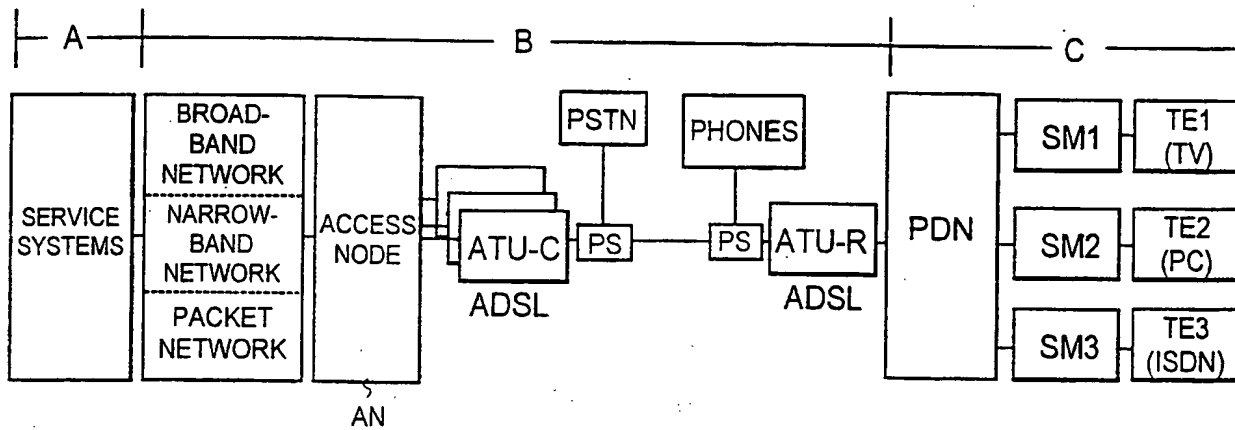 A
B
C
SERVICE
SYSTEMS
BROAD-
BAND
NETWORK
NARROW-
BAND
NETWORK
PACKET
NETWORK
ACCESS
NODE
AN
ATU-C
ADSL
PSTN
PS
PHONES
PS
ATU-R
ADSL
PDN
SM1
TE1
(TV)
SM2
TE2
(PC)
SM3
TE3
(ISDN)